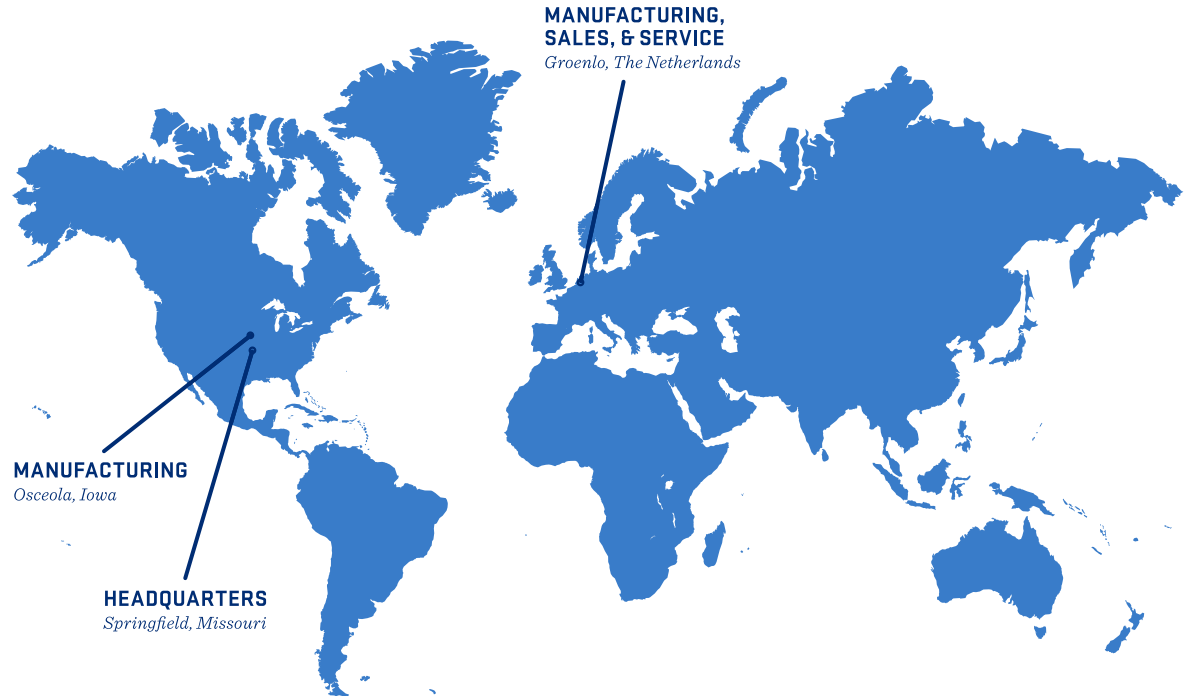 MANUFACTURING,
SALES, & SERVICE
Groenlo, The Netherlands
MANUFACTURING
Osceola, Iowa
HEADQUARTERS
Springfield, Missouri